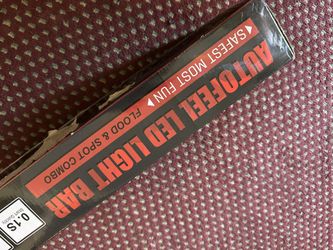 AUTOFEEL LED LIGHT BAR
FLOOD & SPOT COMBO
◀ SAFEST MOST FUN ▶
0.1S